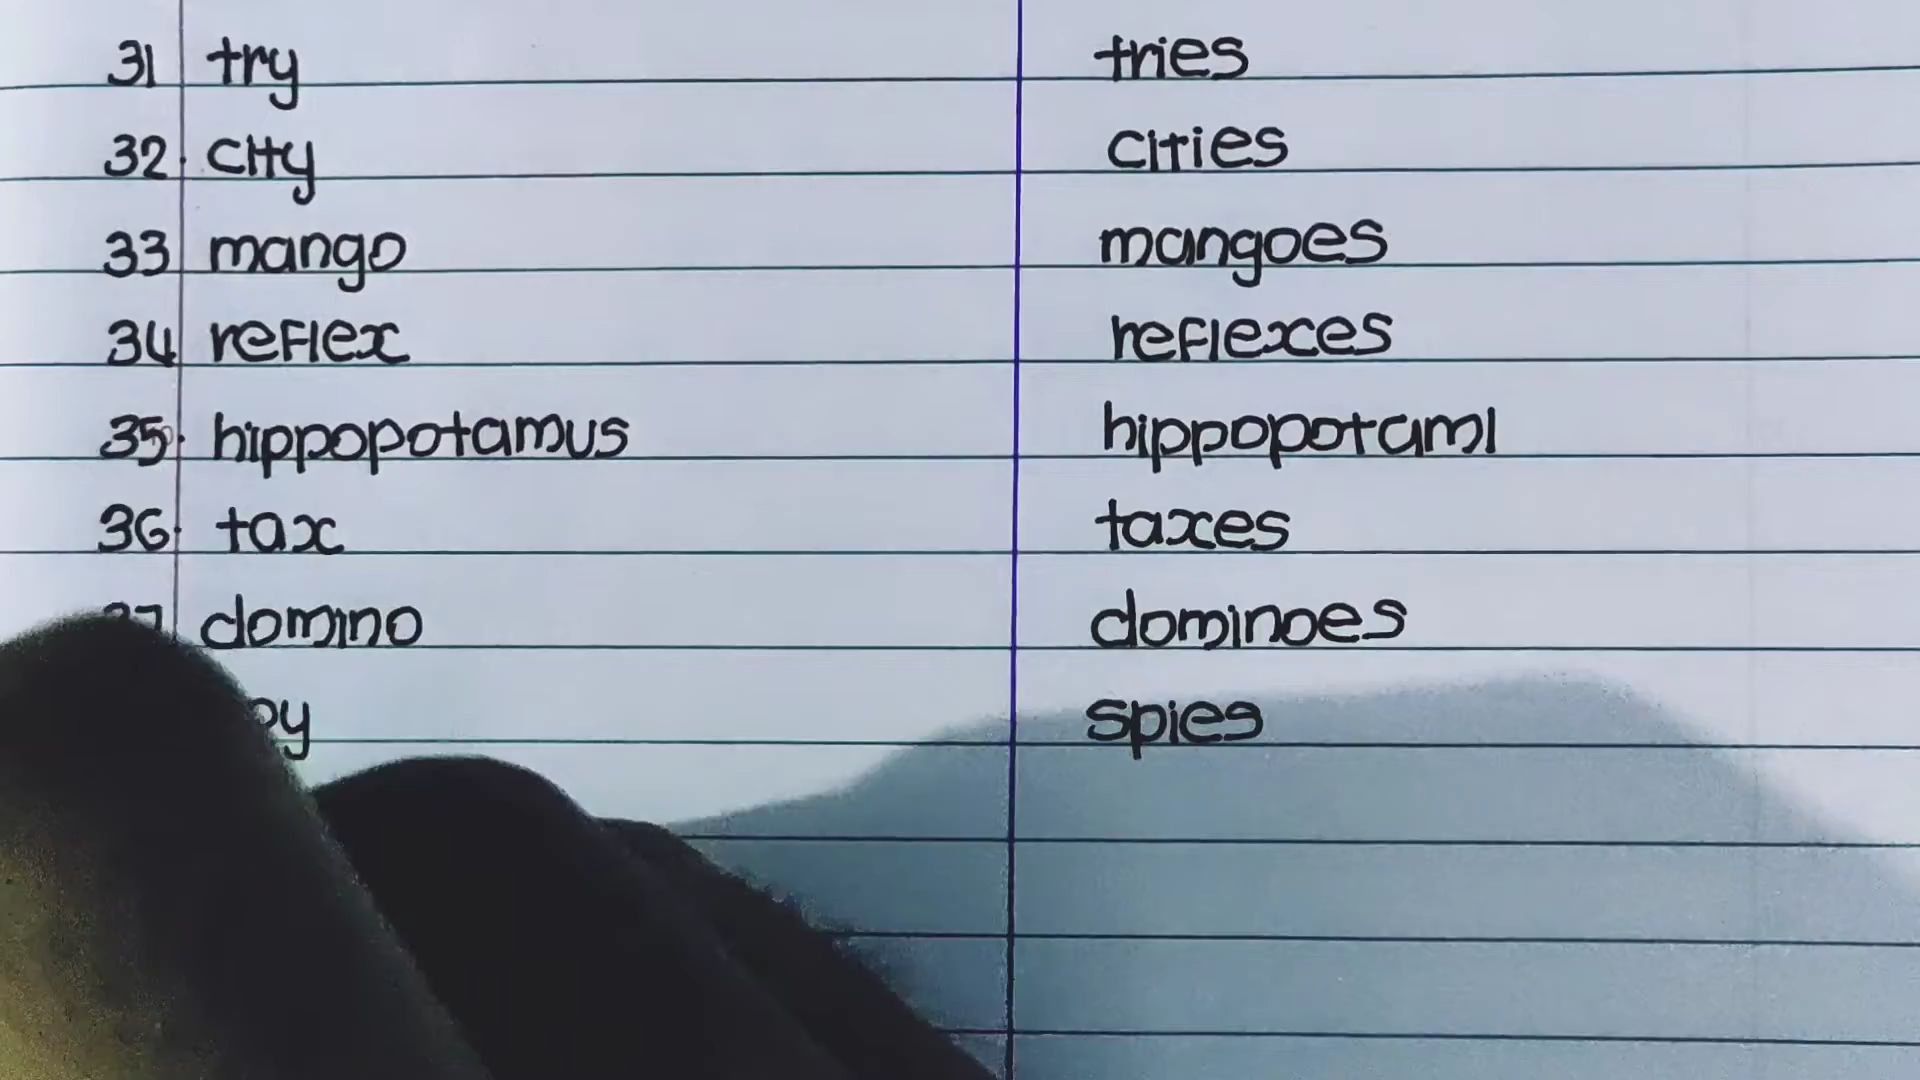 31 try tries
32 city cities
33 mango mangoes
34 reflex reflexes
35 hippopotamus hippopotami
36 tax taxes
domino dominoes
spies